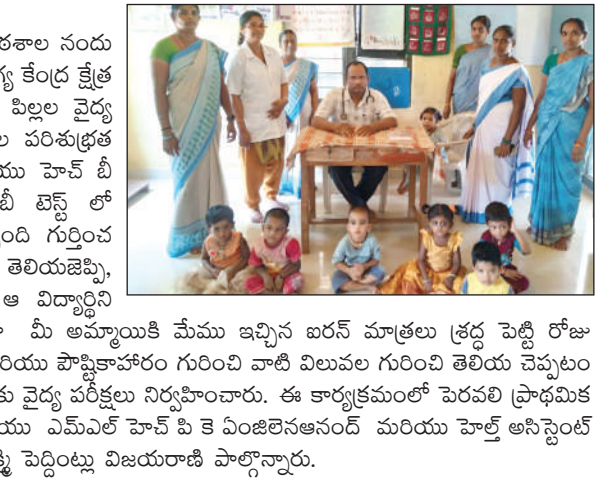 ఠశాల నందు
గ్య కేంద్ర క్షేత్ర
పిల్లల వైద్య
ల పరిశుభ్రత
యు హెచ్ బీ
బీ టెస్ట్ లో
ంది గుర్తించ
తెలియజెప్పి,
ఆ విద్యార్థిని
మీ అమ్మాయికి మేము ఇచ్చిన ఐరన్ మాత్రలు శ్రద్ధ పెట్టి రోజు
రియు పౌష్టికాహారం గురించి వాటి విలువల గురించి తెలియ చెప్పటం
కు వైద్య పరీక్షలు నిర్వహించారు. ఈ కార్యక్రమంలో పెరవలి ప్రాథమిక
యు ఎమ్ఎల్ హెచ్ పి కె ఏంజిలెనఆనంద్ మరియు హెల్త్ అసిస్టెంట్
క్ష్మి పెద్దింట్లు విజయరాణి పాల్గొన్నారు.